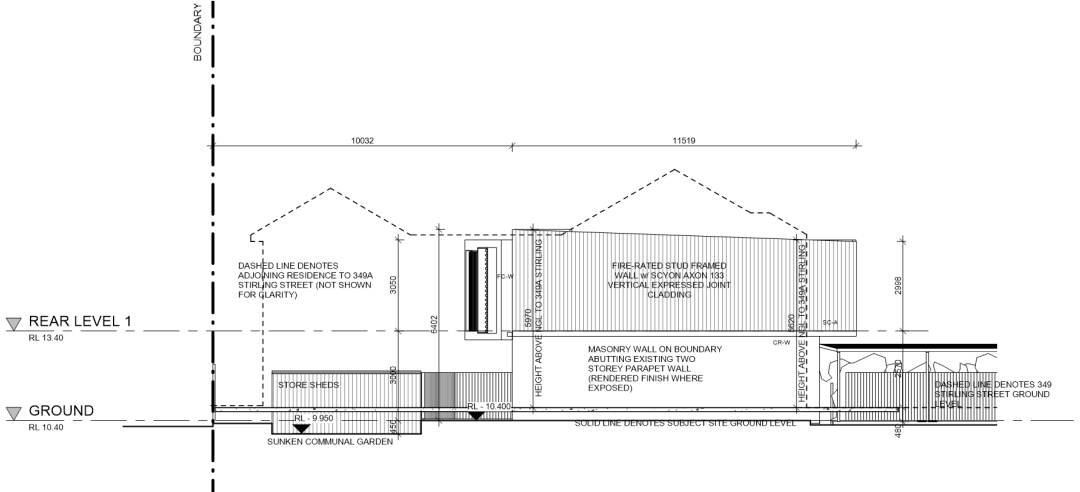 BOUNDARY
10032
11519
DASHED LINE DENOTES
ADJOINING RESIDENCE TO 349A
STIRLING STREET (NOT SHOWN
FOR CLARITY)
3050
6402
FC-W
5970
HEIGHT ABOVE NGL TO 349A STIRLING
FIRE-RATED STUD FRAMED
WALL w/ SCYON AXON 133
VERTICAL EXPRESSED JOINT
CLADDING
5620
HEIGHT ABOVE NGL TO 349A STIRLING
2998
SC-A
REAR LEVEL 1
RL 13.40
CR-W
MASONRY WALL ON BOUNDARY
ABUTTING EXISTING TWO
STOREY PARAPET WALL
(RENDERED FINISH WHERE
EXPOSED)
3000
2570
STORE SHEDS
DASHED LINE DENOTES 349
STIRLING STREET GROUND
LEVEL
GROUND
RL 10.40
RL - 10.400
RL - 9.950
450
SOLID LINE DENOTES SUBJECT SITE GROUND LEVEL
480
SUNKEN COMMUNAL GARDEN